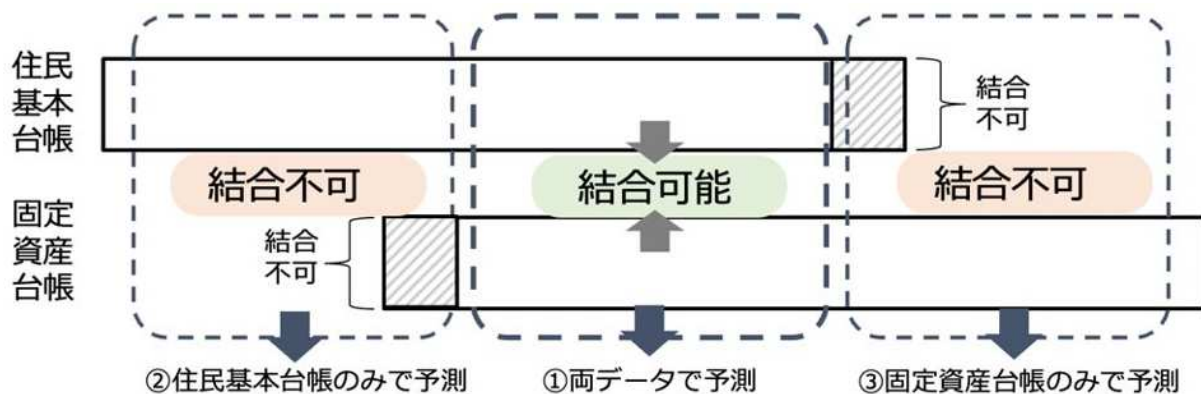 住民
基本
台帳
結合
不可
結合不可
結合可能
結合不可
固定
資産
台帳
結合
不可
②住民基本台帳のみで予測
①両データで予測
③固定資産台帳のみで予測